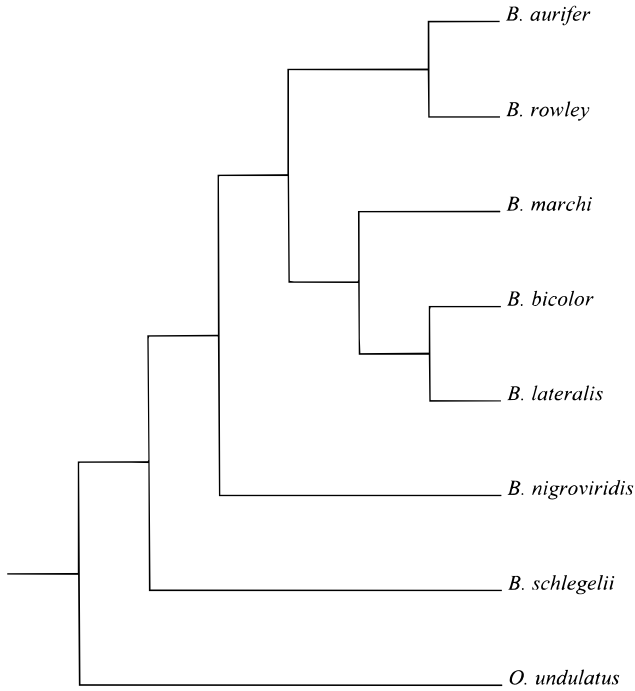 B. aurifer
B. rowley
B. marchi
B. bicolor
B. lateralis
B. nigroviridis
B. schlegelii
O. undulatus